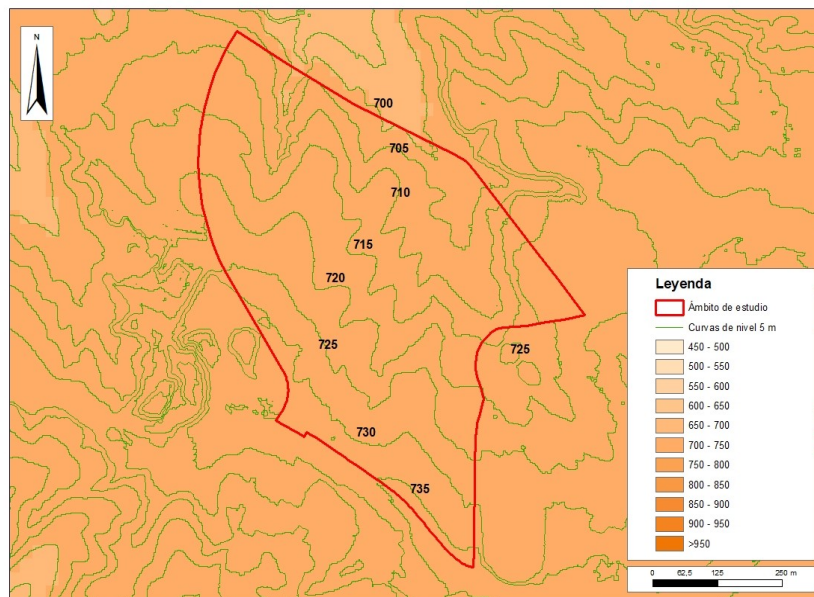 N
700
705
710
715
720
725
725
730
735
Leyenda
Ámbito de estudio
Curvas de nivel 5 m
450 - 500
500 - 550
550 - 600
600 - 650
650 - 700
700 - 750
750 - 800
800 - 850
850 - 900
900 - 950
>950
0 62,5 125 250 m